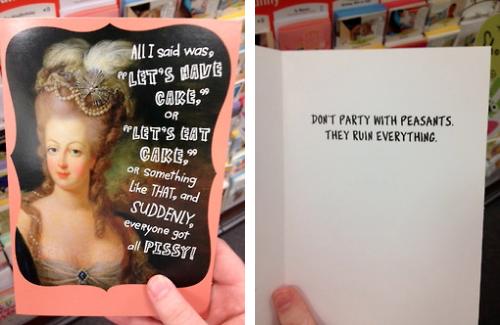 All I said was,
"LET'S HAVE
CAKE,"
OR
"LET'S EAT
CAKE,"
OR something
like THAT, and
SUDDENLY,
everyone got
all PISSY!
DON'T PARTY WITH PEASANTS.
THEY RUIN EVERYTHING.